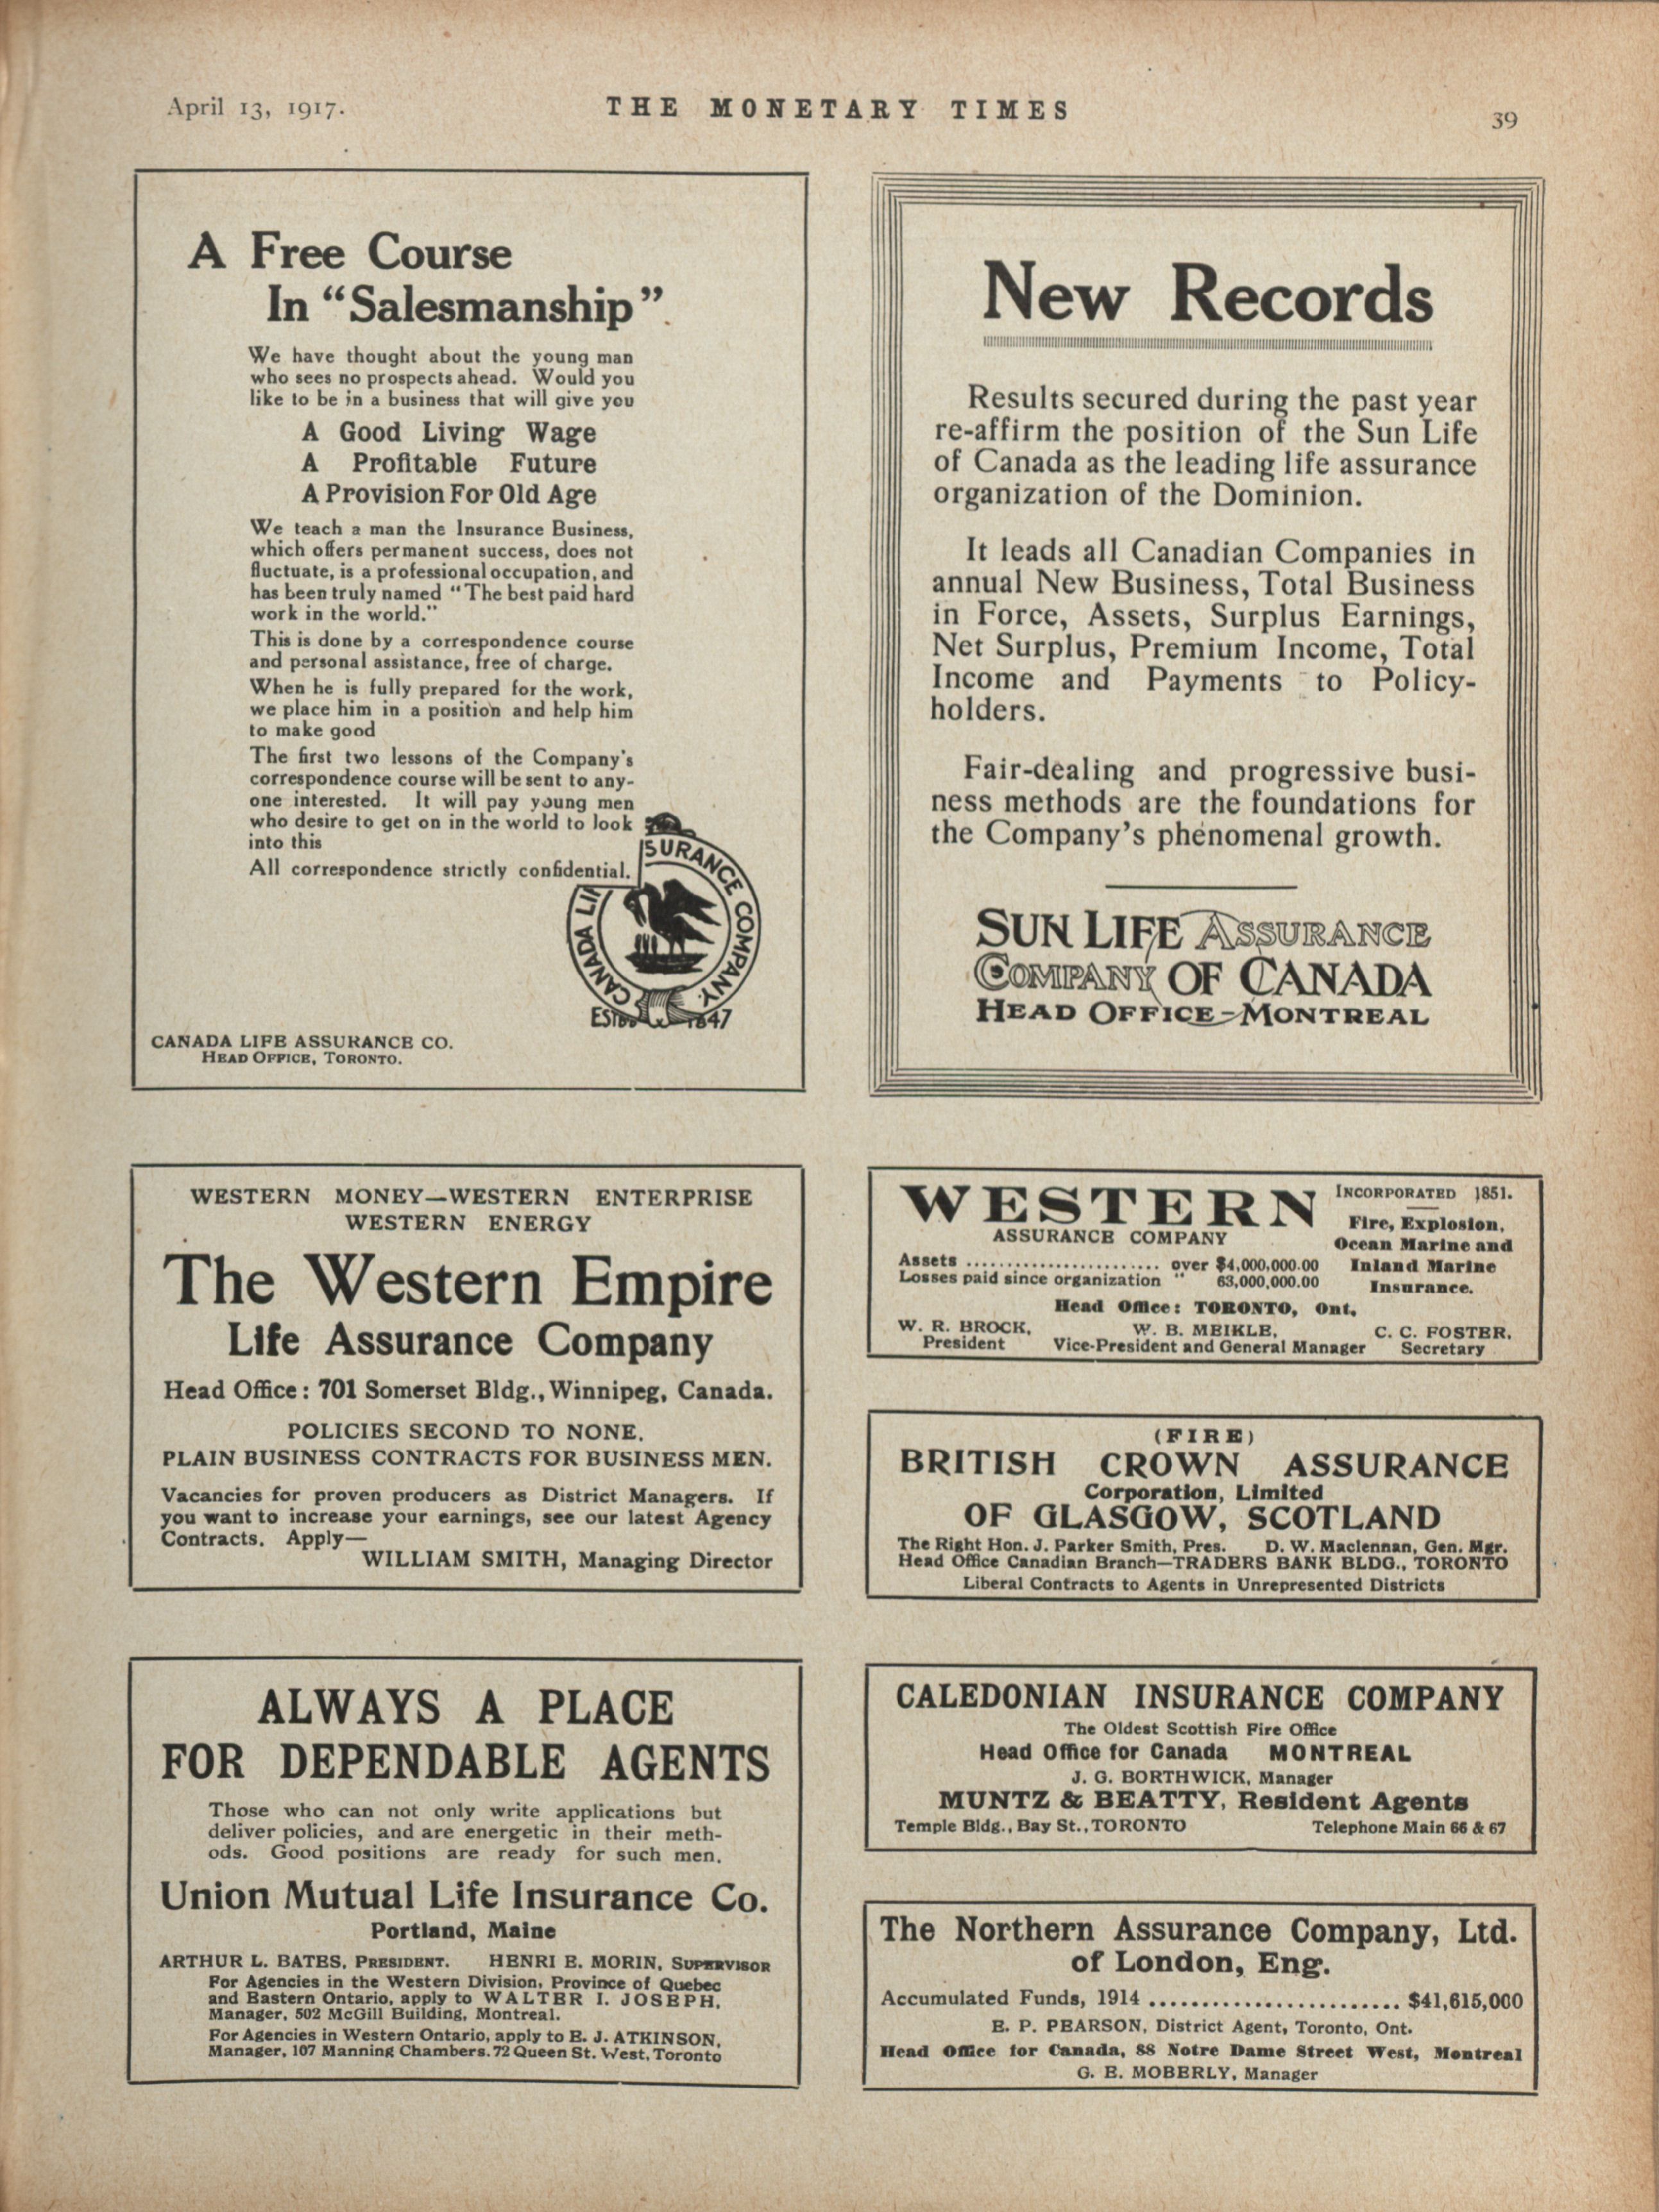 April 13, 1917.
THE MONETARY TIMES
39
A Free Course
In “Salesmanship”
We have thought about the young man
who sees no prospects ahead. Would you
like to be in a business that will give you
A Good Living Wage
A Profitable Future
A Provision For Old Age
We teach a man the Insurance Business,
which offers permanent success, does not
fluctuate, is a professional occupation, and
has been truly named “The best paid hard
work in the world.”
This is done by a correspondence course
and personal assistance, free of charge.
When he is fully prepared for the work,
we place him in a position and help him
to make good
The first two lessons of the Company's
correspondence course will be sent to any-
one interested. It will pay young men
who desire to get on in the world to look
into this
All correspondence strictly confidential.
CANADA LIFE ASSURANCE CO.
HEAD OFFICE, TORONTO.
CANADA LI
SURANCE COMPANY.
ESTBD 1847
New Records
Results secured during the past year
re-affirm the position of the Sun Life
of Canada as the leading life assurance
organization of the Dominion.
It leads all Canadian Companies in
annual New Business, Total Business
in Force, Assets, Surplus Earnings,
Net Surplus, Premium Income, Total
Income and Payments to Policy-
holders.
Fair-dealing and progressive busi-
ness methods are the foundations for
the Company's phenomenal growth.
SUN LIFE ASSURANCE
COMPANY OF CANADA
HEAD OFFICE-MONTREAL
WESTERN MONEY—WESTERN ENTERPRISE
WESTERN ENERGY
The Western Empire
Life Assurance Company
Head Office: 701 Somerset Bldg., Winnipeg, Canada.
POLICIES SECOND TO NONE.
PLAIN BUSINESS CONTRACTS FOR BUSINESS MEN.
Vacancies for proven producers as District Managers. If
you want to increase your earnings, see our latest Agency
Contracts. Apply—
WILLIAM SMITH, Managing Director
WESTERN
ASSURANCE COMPANY
INCORPORATED 1851.
Fire, Explosion,
Ocean Marine and
Inland Marine
Insurance.
Assets ........................ over $4,000,000.00
Losses paid since organization " 63,000,000.00
Head Office: TORONTO, Ont.
W. R. BROCK, President
W. B. MEIKLE, Vice-President and General Manager
C. C. FOSTER, Secretary
(FIRE)
BRITISH CROWN ASSURANCE
Corporation, Limited
OF GLASGOW, SCOTLAND
The Right Hon. J. Parker Smith, Pres. D. W. Maclennan, Gen. Mgr.
Head Office Canadian Branch—TRADERS BANK BLDG., TORONTO
Liberal Contracts to Agents in Unrepresented Districts
ALWAYS A PLACE
FOR DEPENDABLE AGENTS
Those who can not only write applications but
deliver policies, and are energetic in their meth-
ods. Good positions are ready for such men.
Union Mutual Life Insurance Co.
Portland, Maine
ARTHUR L. BATES, PRESIDENT. HENRI E. MORIN, SUPERVISOR
For Agencies in the Western Division, Province of Quebec
and Eastern Ontario, apply to WALTER I. JOSEPH,
Manager, 502 McGill Building, Montreal.
For Agencies in Western Ontario, apply to E. J. ATKINSON,
Manager, 107 Manning Chambers. 72 Queen St. West, Toronto
CALEDONIAN INSURANCE COMPANY
The Oldest Scottish Fire Office
Head Office for Canada MONTREAL
J. G. BORTHWICK, Manager
MUNTZ & BEATTY, Resident Agents
Temple Bldg., Bay St., TORONTO Telephone Main 66 & 67
The Northern Assurance Company, Ltd.
of London, Eng.
Accumulated Funds, 1914 ........................ $41,615,000
E. P. PEARSON, District Agent, Toronto, Ont.
Head Office for Canada, 88 Notre Dame Street West, Montreal
G. E. MOBERLY, Manager